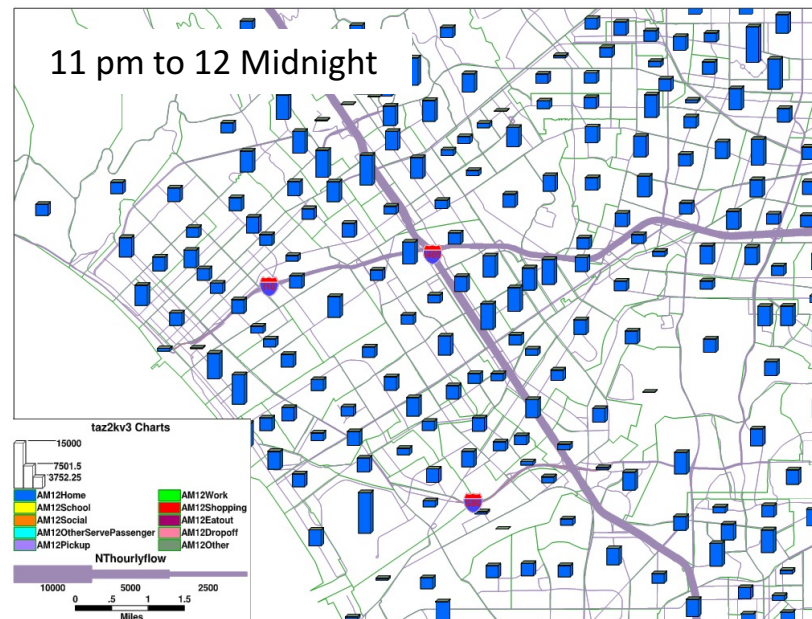 11 pm to 12 Midnight
taz2kv3 Charts
15000
7501.5
3752.25
AM12Home
AM12School
AM12Social
AM12OtherServePassenger
AM12Pickup
AM12Work
AM12Shopping
AM12Eatout
AM12Dropoff
AM12Other
NThourlyflow
10000 5000 2500
0 .5 1 1.5
Miles